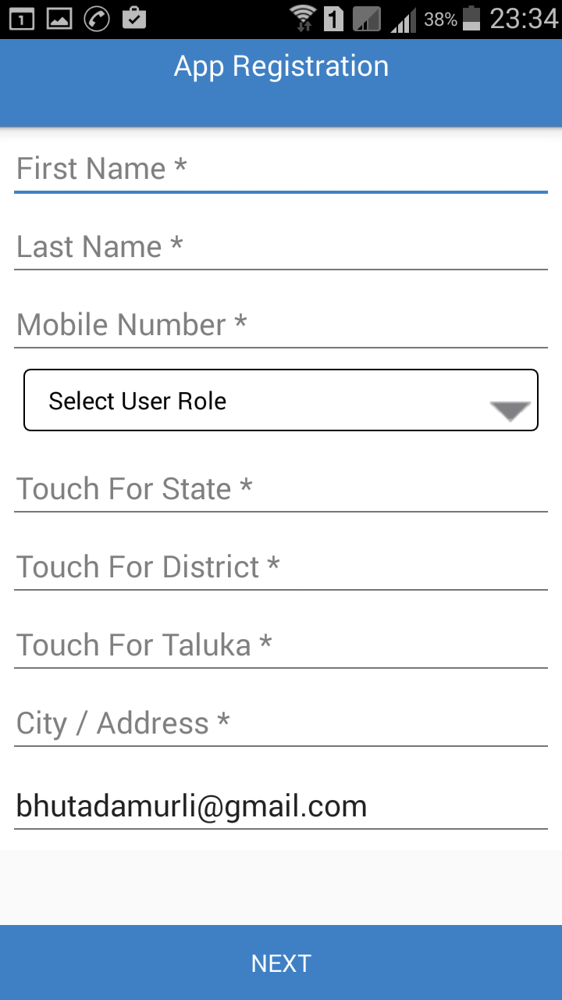 1 1 38% 23:34
App Registration
First Name *
Last Name *
Mobile Number *
Select User Role
Touch For State *
Touch For District *
Touch For Taluka *
City / Address *
bhutadamurli@gmail.com
NEXT